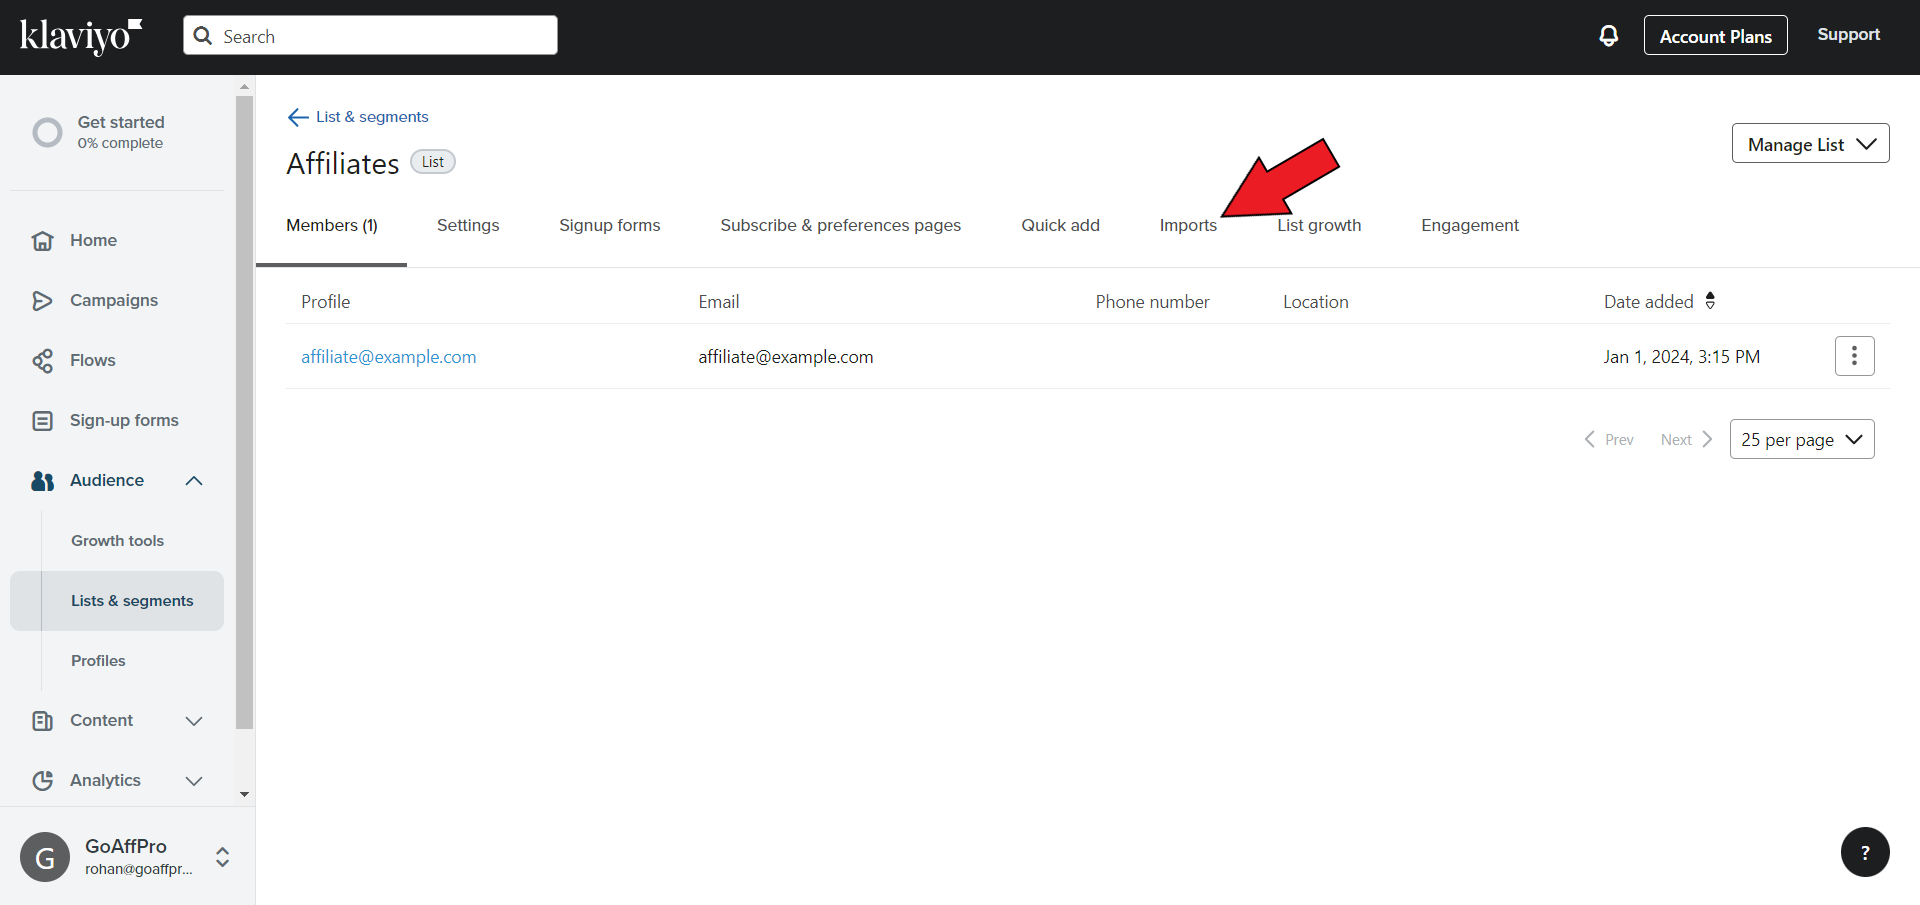 klaviyo
Search
Account Plans
Support
Get started
0% complete
Home
Campaigns
Flows
Sign-up forms
Audience
Growth tools
Lists & segments
Profiles
Content
Analytics
G
GoAffPro
rohan@goaffpr...
List & segments
Affiliates List
Manage List
Members (1) Settings Signup forms Subscribe & preferences pages Quick add Imports List growth Engagement
Profile Email Phone number Location Date added
affiliate@example.com affiliate@example.com Jan 1, 2024, 3:15 PM
Prev Next 25 per page
?